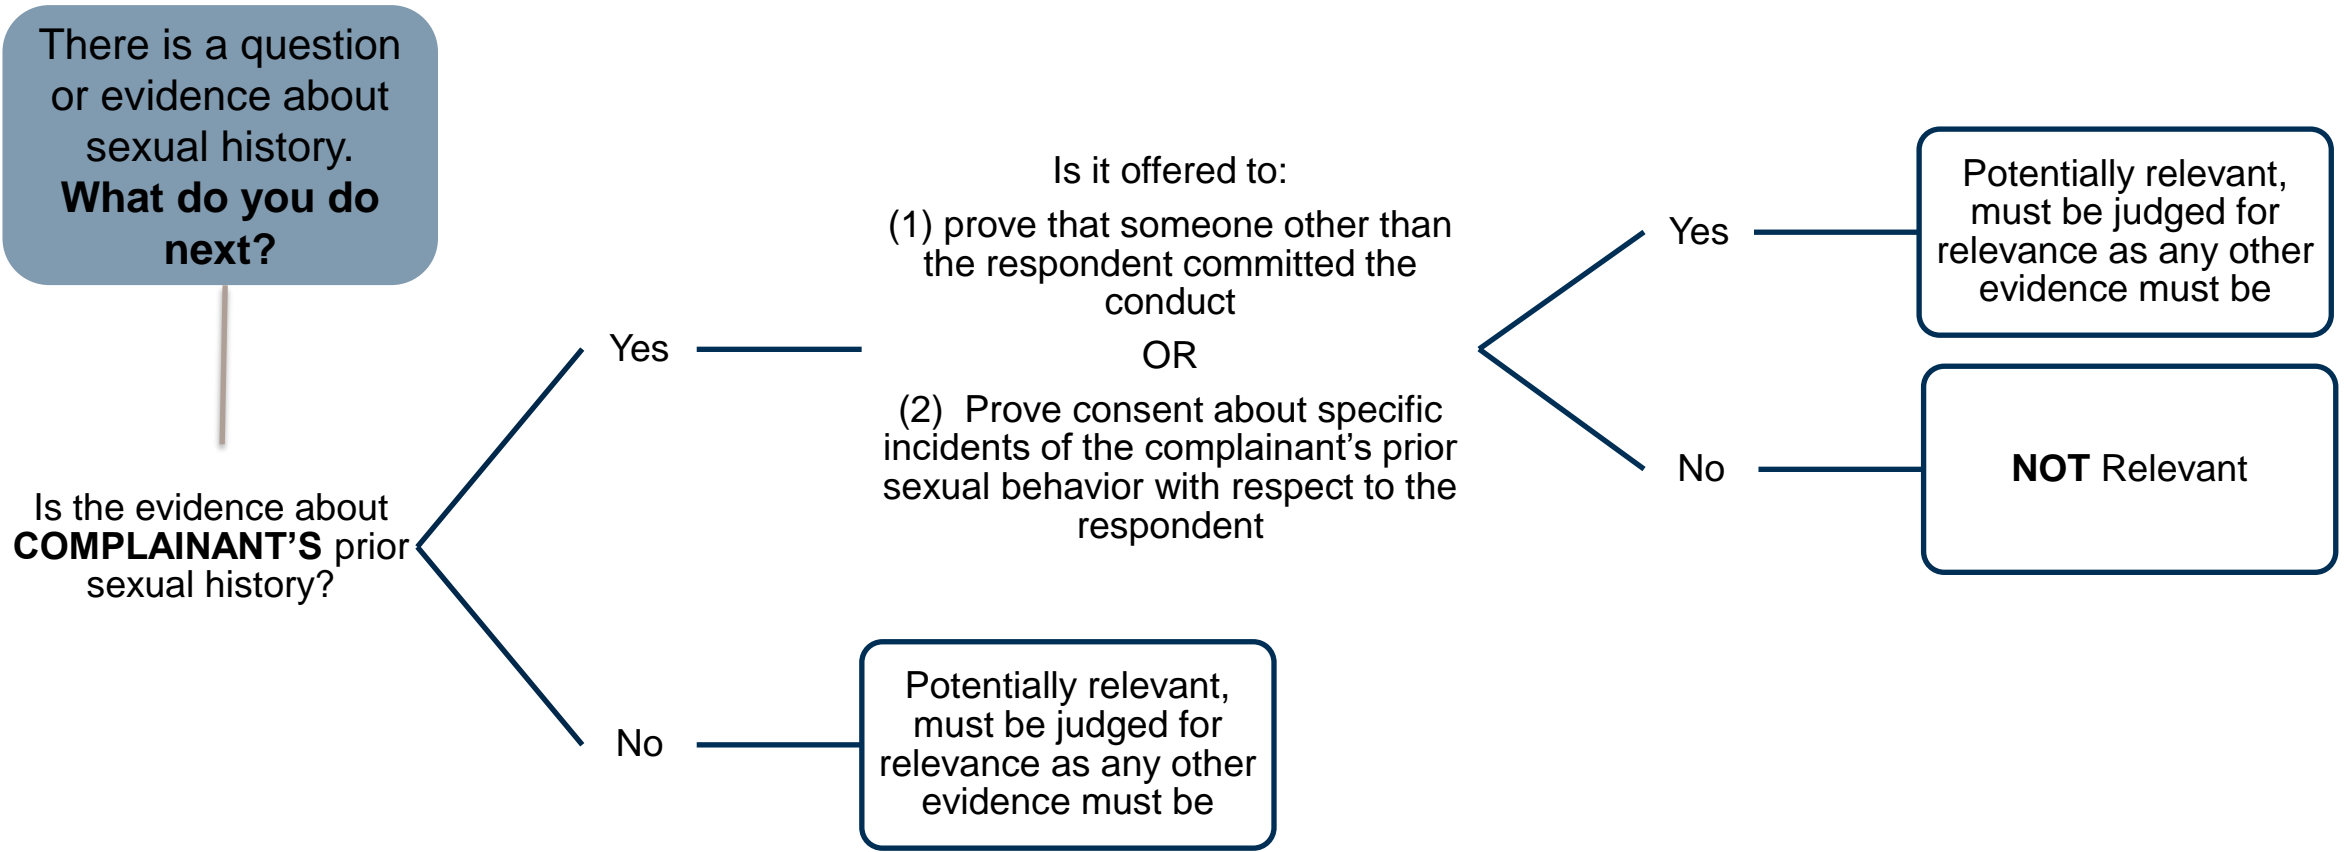 There is a question
or evidence about
sexual history.
What do you do
next?
Is the evidence about
COMPLAINANT’S prior
sexual history?
Yes
Is it offered to:
(1) prove that someone other than
the respondent committed the
conduct
OR
(2) Prove consent about specific
incidents of the complainant’s prior
sexual behavior with respect to the
respondent
Yes
Potentially relevant,
must be judged for
relevance as any other
evidence must be
No
NOT Relevant
No
Potentially relevant,
must be judged for
relevance as any other
evidence must be